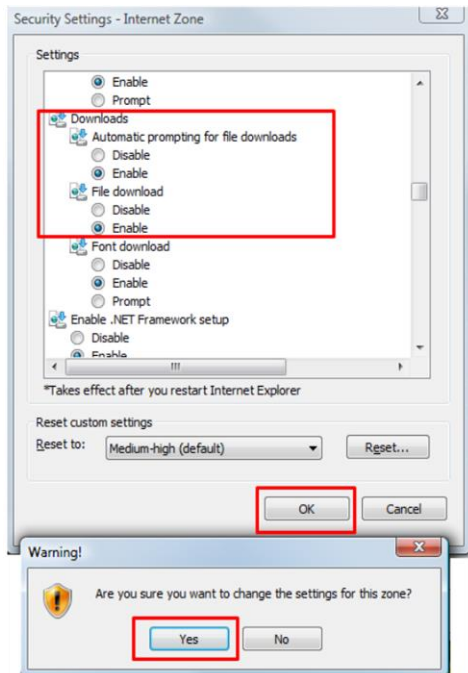 Security Settings - Internet Zone
Settings
Enable
Prompt
Downloads
Automatic prompting for file downloads
Disable
Enable
File download
Disable
Enable
Font download
Disable
Enable
Prompt
Enable .NET Framework setup
Disable
Enable
*Takes effect after you restart Internet Explorer
Reset custom settings
Reset to: Medium-high (default) Reset...
OK Cancel
Warning!
Are you sure you want to change the settings for this zone?
Yes No